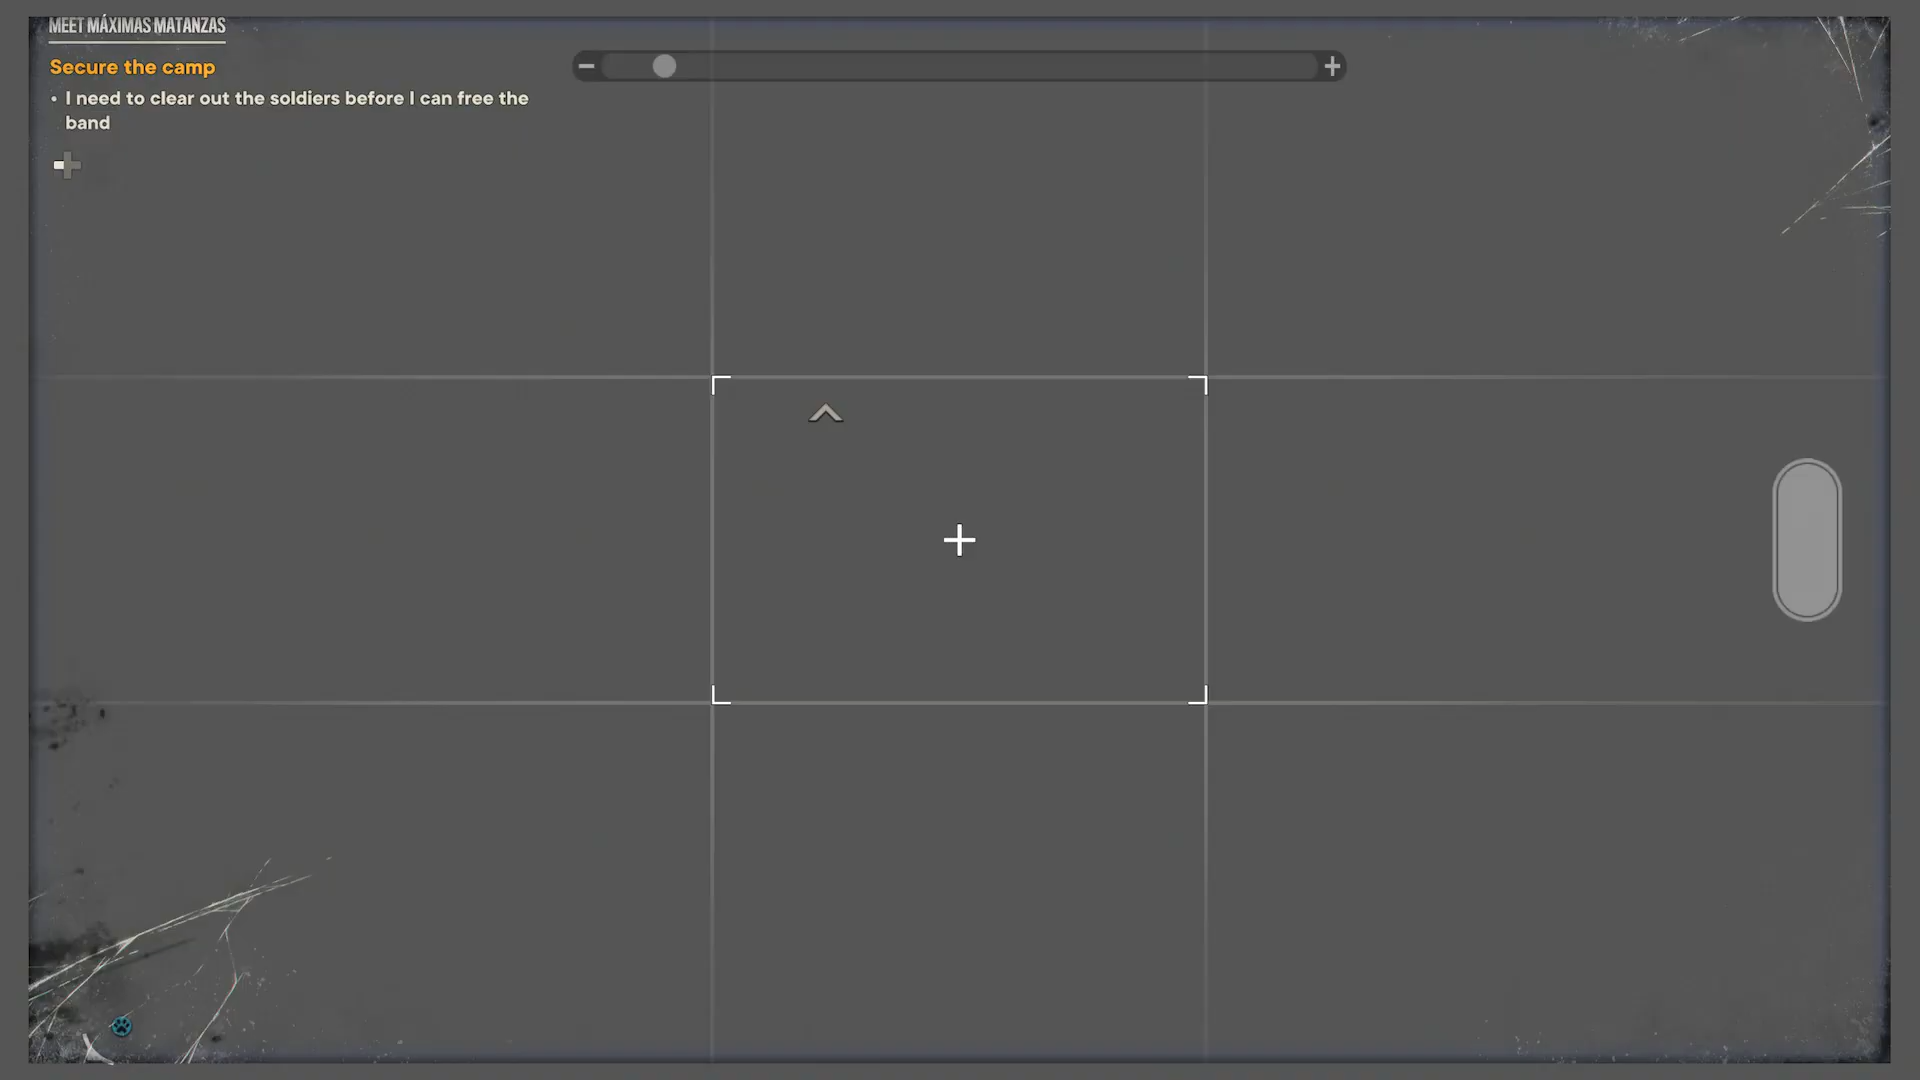 MEET MÁXIMAS MATANZAS
Secure the camp
• I need to clear out the soldiers before I can free the
band